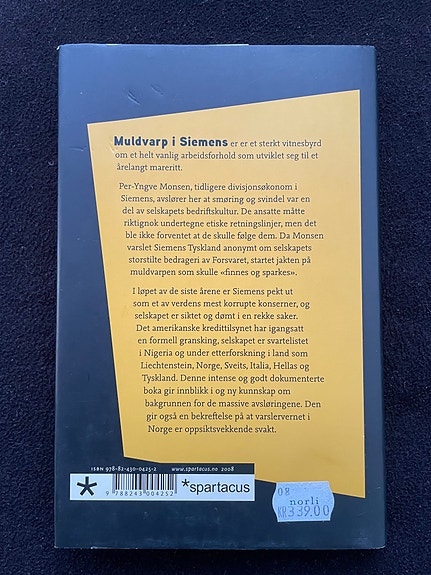 Muldvarp i Siemens er er et sterkt vitnesbyrd
om et helt vanlig arbeidsforhold som utviklet seg til et
årelangt mareritt.
Per-Yngve Monsen, tidligere divisjonsøkonom i
Siemens, avslører her at smøring og svindel var en
del av selskapets bedriftskultur. De ansatte måtte
riktignok undertegne etiske retningslinjer, men det
ble ikke forventet at de skulle følge dem. Da Monsen
varslet Siemens Tyskland anonymt om selskapets
storstilte bedrageri av Forsvaret, startet jakten på
muldvarpen som skulle «finnes og sparkes».
I løpet av de siste årene er Siemens pekt ut
som et av verdens mest korrupte konserner, og
selskapet er siktet og dømt i en rekke saker.
Det amerikanske kredittilsynet har igangsatt
en formell gransking, selskapet er svartelistet
i Nigeria og under etterforskning i land som
Liechtenstein, Norge, Sveits, Italia, Hellas og
Tyskland. Denne intense og godt dokumenterte
boka gir innblikk i og ny kunnskap om
bakgrunnen for de massive avsløringene. Den
gir også en bekreftelse på at varslervernet i
Norge er oppsiktsvekkende svakt.
ISBN 978-82-430-0425-2 www.spartacus.no 2008
9 788243 004252
*spartacus
08
norli
KR339.00